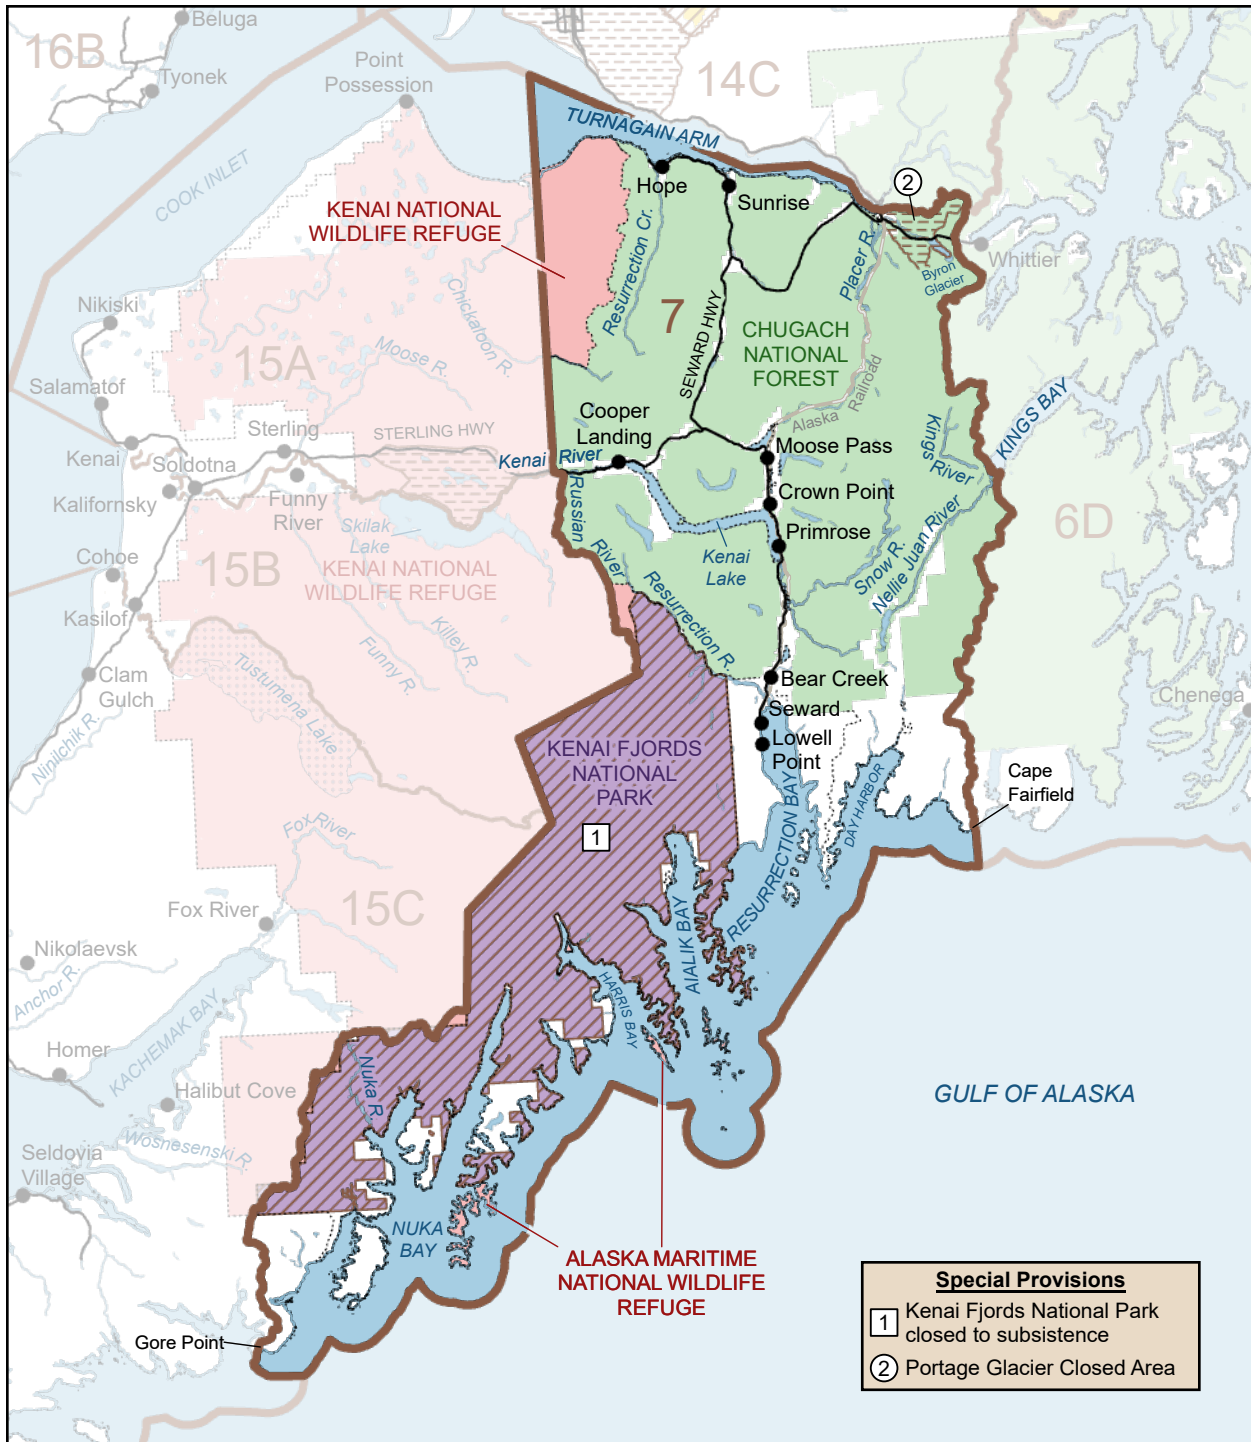 Beluga
16B
Tyonek
Point
Possession
14C
COOK INLET
TURNAGAIN ARM
2
Hope
Sunrise
KENAI NATIONAL
WILDLIFE REFUGE
Resurrection Cr.
Placer R.
Byron
Glacier
Whittier
Nikiski
Chickatoon R.
7
SEWARD HWY
CHUGACH
NATIONAL
FOREST
15A
Moose R.
Salamatof
Alaska Railroad
KINGS BAY
Cooper
Landing
Sterling
STERLING HWY
Kenai River
Moose Pass
Kings River
Kenai
Soldotna
Kalifornsky
Funny
River
Crown Point
Russian River
Skilak
Lake
Primrose
6D
Cohoe
15B
KENAI NATIONAL
WILDLIFE REFUGE
Kenai
Lake
Snow R.
Nellie Juan River
Kasilof
Killey R.
Funny R.
Resurrection R.
Clam
Gulch
Tustumena Lake
Bear Creek
Chenega
Ninilchik R.
Seward
Lowell
Point
KENAI FJORDS
NATIONAL
PARK
1
Cape
Fairfield
RESURRECTION BAY
DAY HARBOR
Fox River
15C
Fox River
AIALIK BAY
Nikolaevsk
Anchor R.
HARRIS BAY
KACHEMAK BAY
Homer
Halibut Cove
Nuka R.
GULF OF ALASKA
Wosnesenski R.
Seldovia
Village
NUKA
BAY
ALASKA MARITIME
NATIONAL WILDLIFE
REFUGE
Gore Point
Special Provisions
1 Kenai Fjords National Park
closed to subsistence
2 Portage Glacier Closed Area